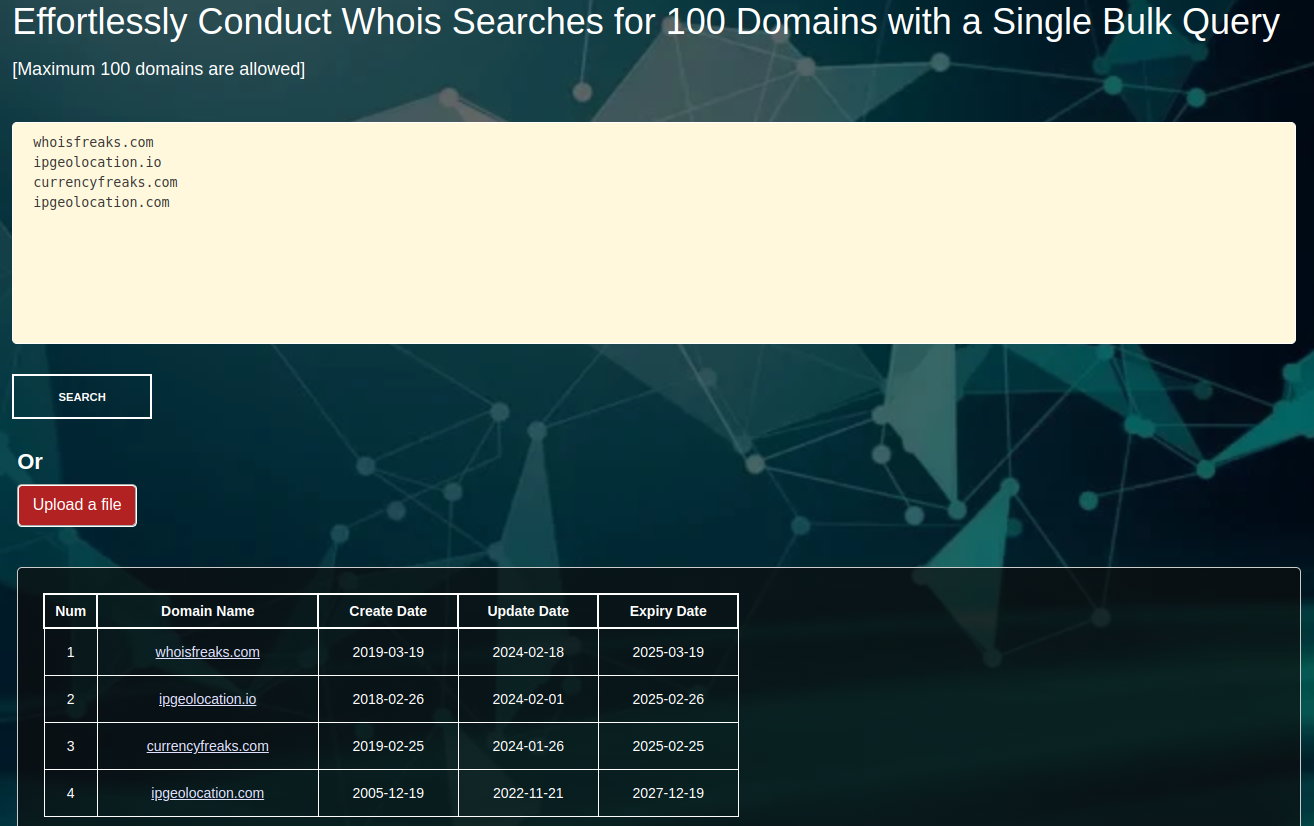 Effortlessly Conduct Whois Searches for 100 Domains with a Single Bulk Query
[Maximum 100 domains are allowed]
whoisfreaks.com
ipgeolocation.io
currencyfreaks.com
ipgeolocation.com
SEARCH
Or
Upload a file
Num Domain Name Create Date Update Date Expiry Date
1 whoisfreaks.com 2019-03-19 2024-02-18 2025-03-19
2 ipgeolocation.io 2018-02-26 2024-02-01 2025-02-26
3 currencyfreaks.com 2019-02-25 2024-01-26 2025-02-25
4 ipgeolocation.com 2005-12-19 2022-11-21 2027-12-19